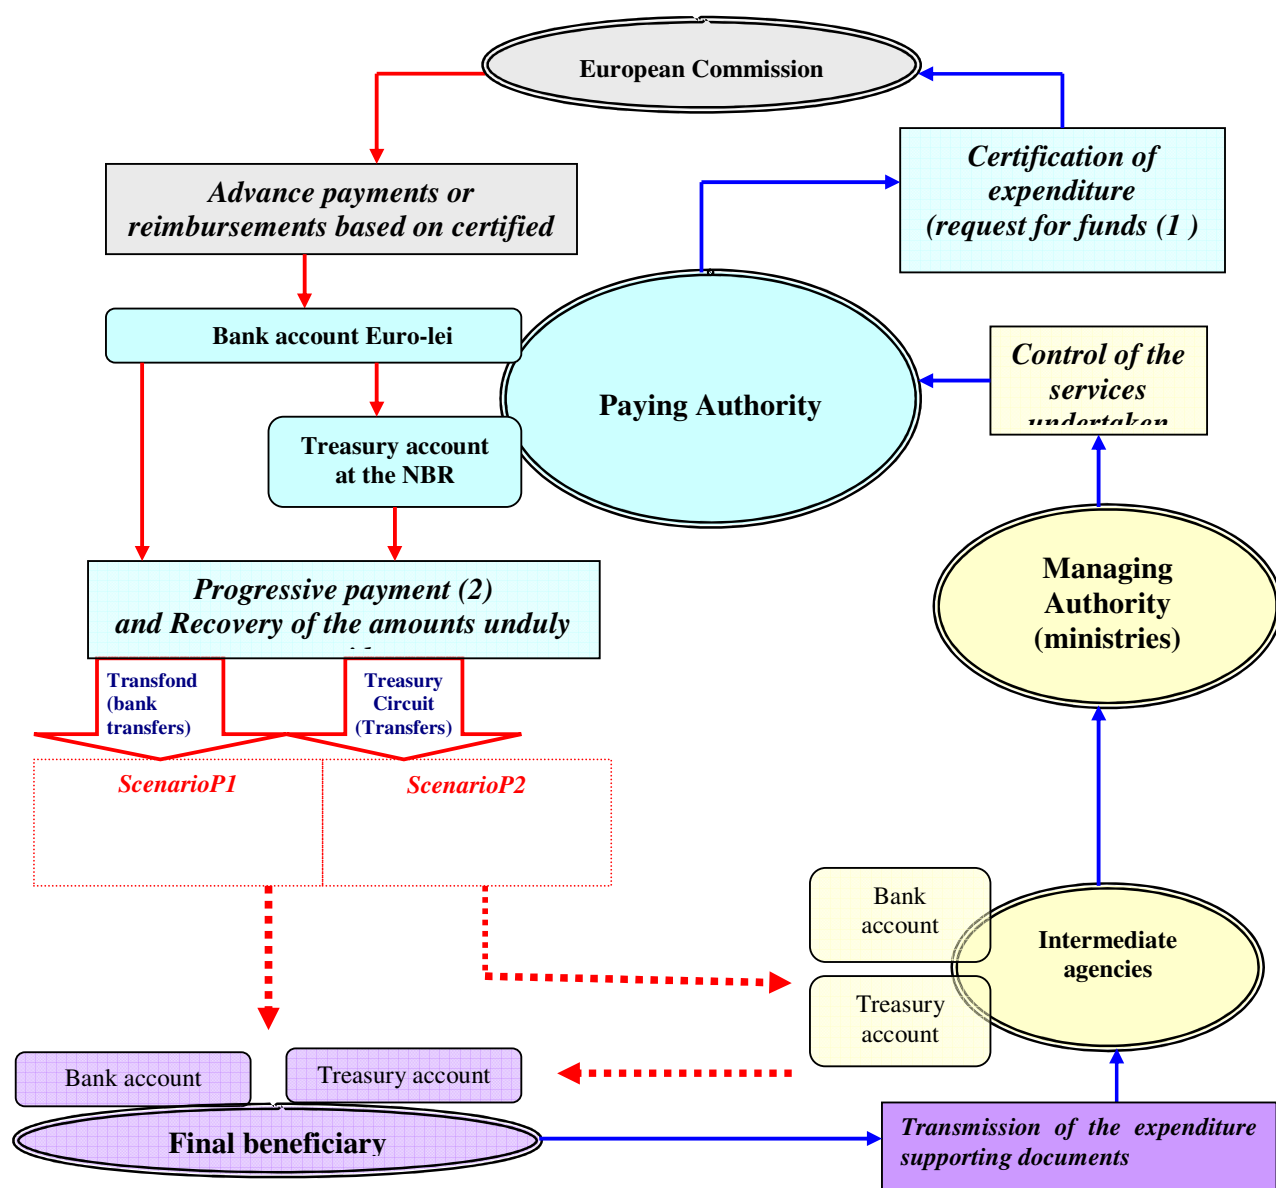 European Commission
Certification of
expenditure
(request for funds (1 )
Advance payments or
reimbursements based on certified
Bank account Euro-lei
Paying Authority
Control of the
services
undertaken
Treasury account
at the NBR
Managing
Authority
(ministries)
Progressive payment (2)
and Recovery of the amounts unduly
Transfond
(bank
transfers)
Treasury
Circuit
(Transfers)
ScenarioP1
ScenarioP2
Bank
account
Intermediate
agencies
Treasury
account
Bank account
Treasury account
Final beneficiary
Transmission of the expenditure
supporting documents